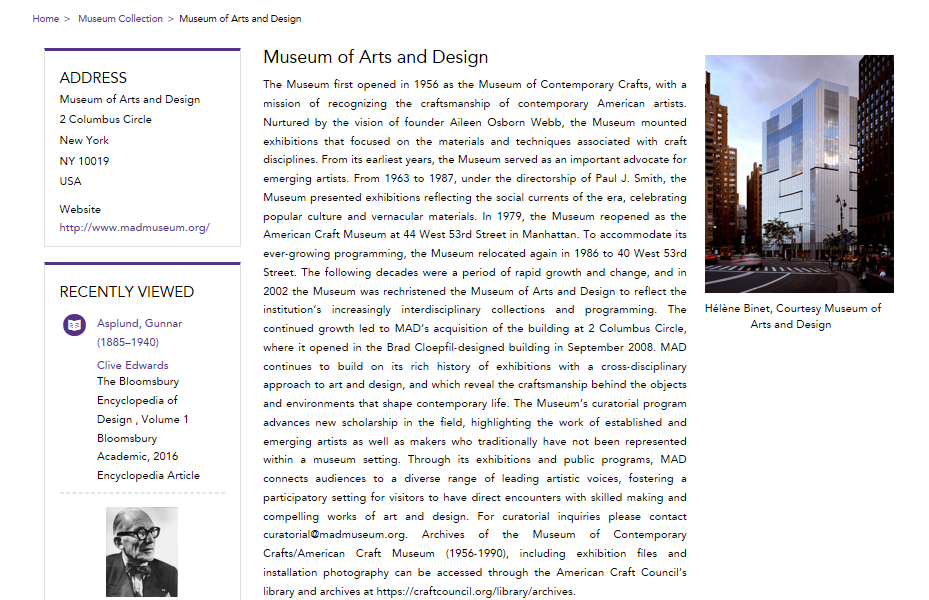 Home > Museum Collection > Museum of Arts and Design
ADDRESS
Museum of Arts and Design
2 Columbus Circle
New York
NY 10019
USA
Website
http://www.madmuseum.org/
RECENTLY VIEWED
Asplund, Gunnar
(1885–1940)
Clive Edwards
The Bloomsbury
Encyclopedia of
Design , Volume 1
Bloomsbury
Academic, 2016
Encyclopedia Article
Museum of Arts and Design
The Museum first opened in 1956 as the Museum of Contemporary Crafts, with a
mission of recognizing the craftsmanship of contemporary American artists.
Nurtured by the vision of founder Aileen Osborn Webb, the Museum mounted
exhibitions that focused on the materials and techniques associated with craft
disciplines. From its earliest years, the Museum served as an important advocate for
emerging artists. From 1963 to 1987, under the directorship of Paul J. Smith, the
Museum presented exhibitions reflecting the social currents of the era, celebrating
popular culture and vernacular materials. In 1979, the Museum reopened as the
American Craft Museum at 44 West 53rd Street in Manhattan. To accommodate its
ever-growing programming, the Museum relocated again in 1986 to 40 West 53rd
Street. The following decades were a period of rapid growth and change, and in
2002 the Museum was rechristened the Museum of Arts and Design to reflect the
institution’s increasingly interdisciplinary collections and programming. The
continued growth led to MAD’s acquisition of the building at 2 Columbus Circle,
where it opened in the Brad Cloepfil-designed building in September 2008. MAD
continues to build on its rich history of exhibitions with a cross-disciplinary
approach to art and design, and which reveal the craftsmanship behind the objects
and environments that shape contemporary life. The Museum’s curatorial program
advances new scholarship in the field, highlighting the work of established and
emerging artists as well as makers who traditionally have not been represented
within a museum setting. Through its exhibitions and public programs, MAD
connects audiences to a diverse range of leading artistic voices, fostering a
participatory setting for visitors to have direct encounters with skilled making and
compelling works of art and design. For curatorial inquiries please contact
curatorial@madmuseum.org. Archives of the Museum of Contemporary
Crafts/American Craft Museum (1956-1990), including exhibition files and
installation photography can be accessed through the American Craft Council’s
library and archives at https://craftcouncil.org/library/archives.
Hélène Binet, Courtesy Museum of
Arts and Design